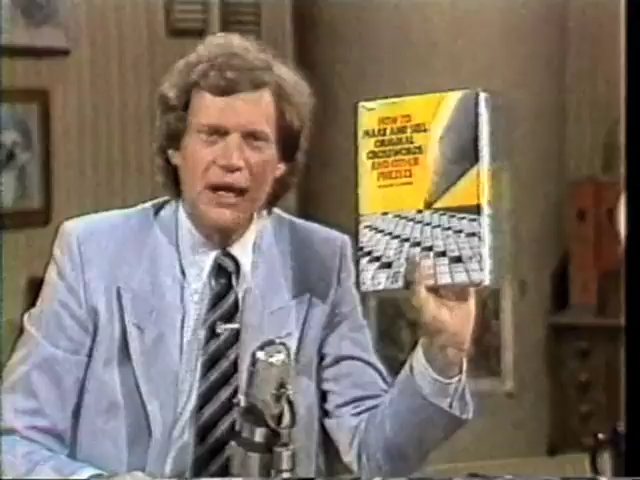 HOW TO
MAKE AND SELL
ORIGINAL
CROSSWORDS
AND OTHER
PUZZLES